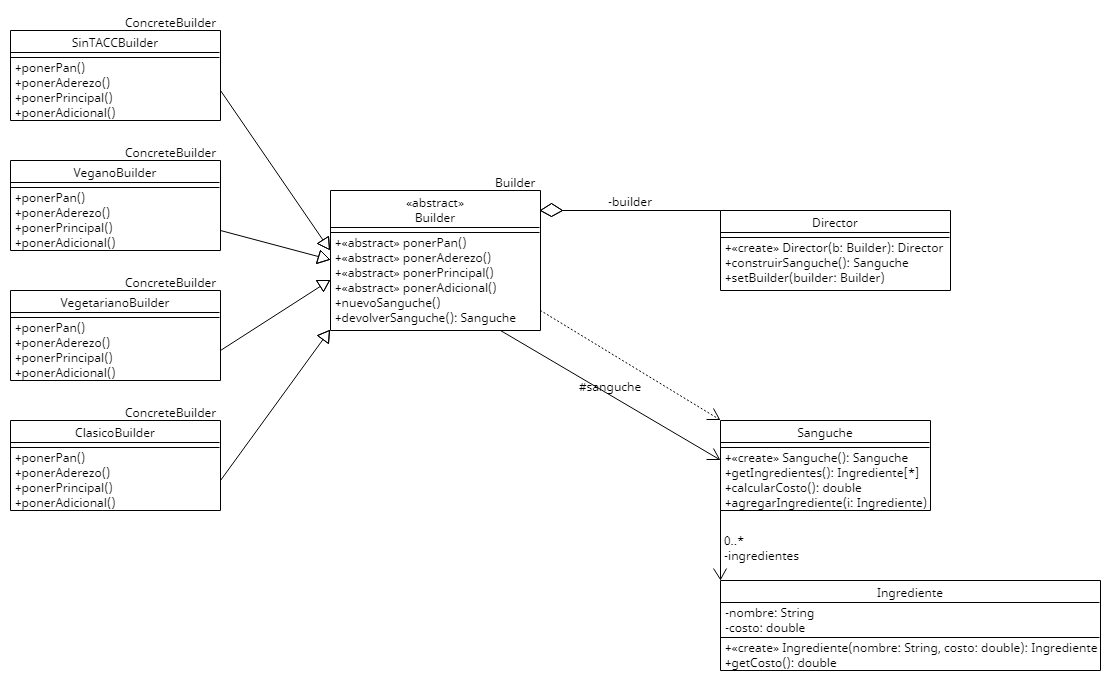 ConcreteBuilder
SinTACCBuilder
+ponerPan()
+ponerAderezo()
+ponerPrincipal()
+ponerAdicional()
ConcreteBuilder
VeganoBuilder
+ponerPan()
+ponerAderezo()
+ponerPrincipal()
+ponerAdicional()
ConcreteBuilder
VegetarianoBuilder
+ponerPan()
+ponerAderezo()
+ponerPrincipal()
+ponerAdicional()
ConcreteBuilder
ClasicoBuilder
+ponerPan()
+ponerAderezo()
+ponerPrincipal()
+ponerAdicional()
Builder
«abstract»
Builder
+«abstract» ponerPan()
+«abstract» ponerAderezo()
+«abstract» ponerPrincipal()
+«abstract» ponerAdicional()
+nuevoSanguche()
+devolverSanguche(): Sanguche
-builder
Director
+«create» Director(b: Builder): Director
+construirSanguche(): Sanguche
+setBuilder(builder: Builder)
#sanguche
Sanguche
+«create» Sanguche(): Sanguche
+getIngredientes(): Ingrediente[*]
+calcularCosto(): double
+agregarIngrediente(i: Ingrediente)
0..*
-ingredientes
Ingrediente
-nombre: String
-costo: double
+«create» Ingrediente(nombre: String, costo: double): Ingrediente
+getCosto(): double